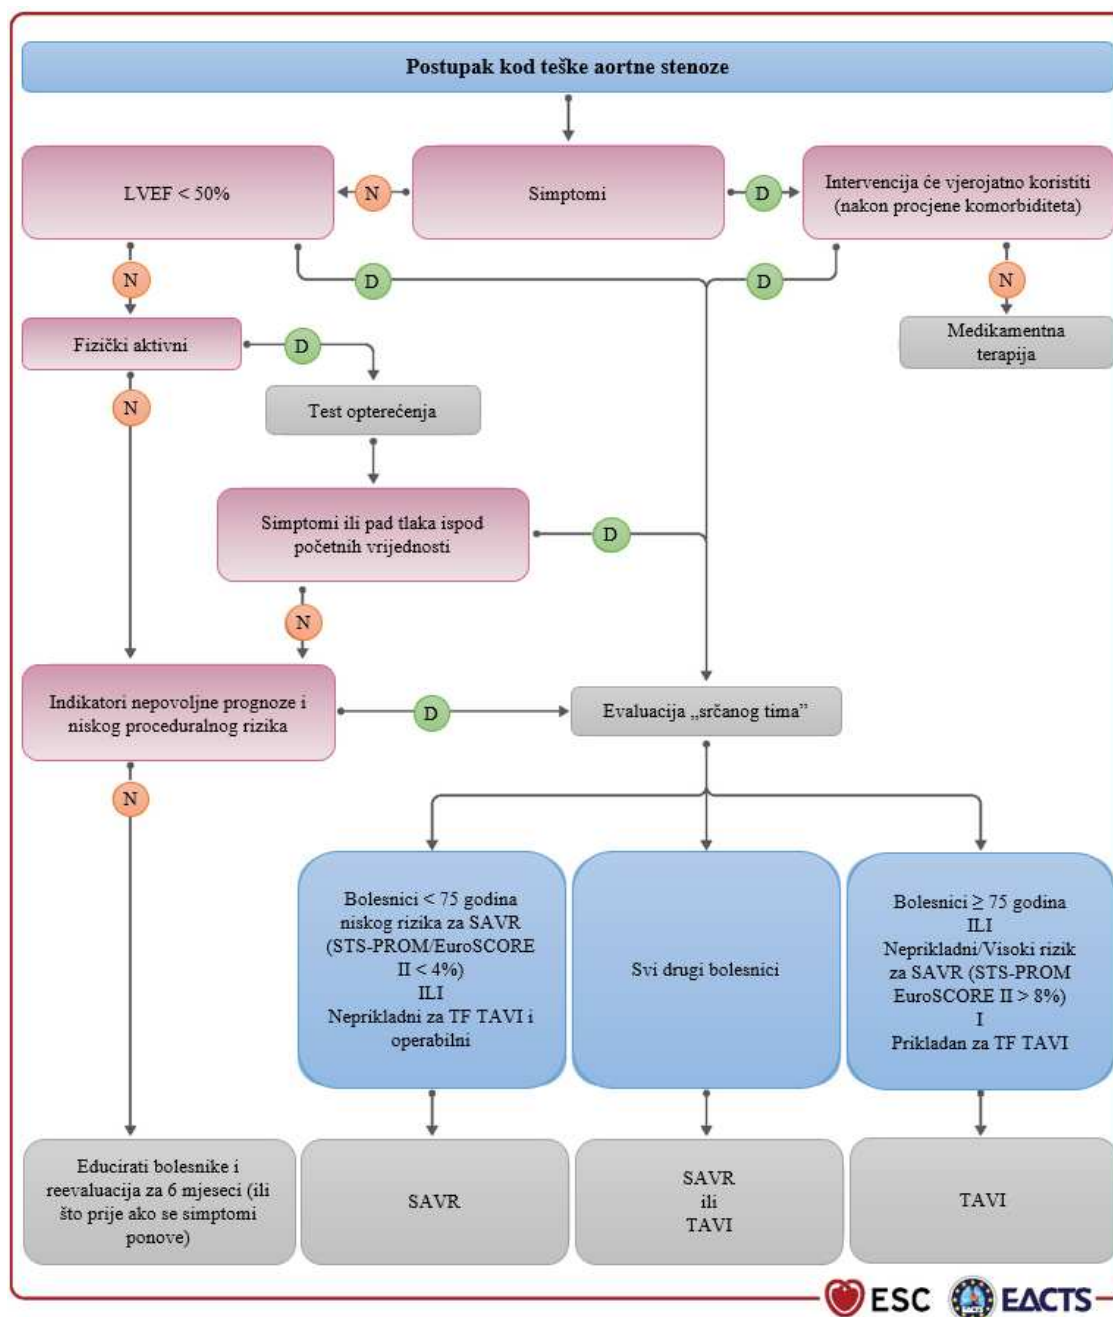 Postupak kod teške aortne stenoze
LVEF < 50%
N
Simptomi
D
Intervencija će vjerojatno koristiti
(nakon procjene komorbiditeta)
N
D
D
N
Fizički aktivni
D
Medikamentna
terapija
N
Test opterećenja
Simptomi ili pad tlaka ispod
početnih vrijednosti
D
N
Indikatori nepovoljne prognoze i
niskog proceduralnog rizika
D
Evaluacija „srčanog tima”
N
Bolesnici < 75 godina
niskog rizika za SAVR
(STS-PROM/EuroSCORE
II < 4%)
ILI
Neprikladni za TF TAVI i
operabilni
Svi drugi bolesnici
Bolesnici ≥ 75 godina
ILI
Neprikladni/Visoki rizik
za SAVR (STS-PROM
EuroSCORE II > 8%)
I
Prikladan za TF TAVI
Educirati bolesnike i
reevaluacija za 6 mjeseci (ili
što prije ako se simptomi
ponove)
SAVR
SAVR
ili
TAVI
TAVI
ESC
EACTS